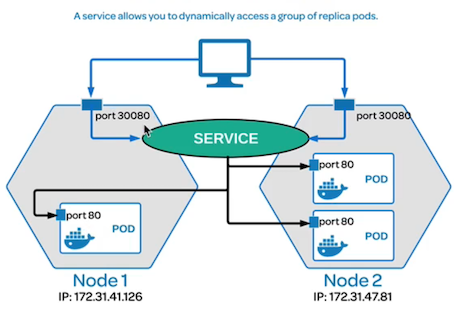 A service allows you to dynamically access a group of replica pods.
port 30080
port 30080
SERVICE
port 80
POD
port 80
POD
port 80
POD
Node 1
IP: 172.31.41.126
Node 2
IP: 172.31.47.81